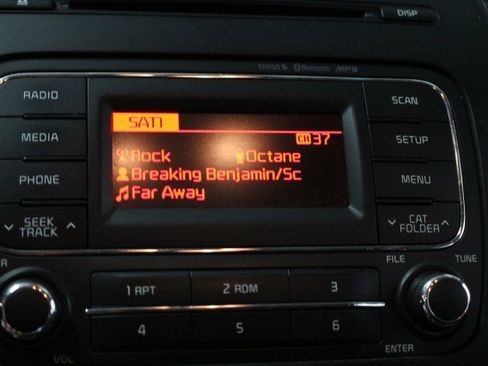 DISP
SIRIUS Bluetooth MP3
RADIO
SCAN
SAT1
CH 37
MEDIA
SETUP
Rock Octane
Breaking Benjamin/Sc
PHONE
MENU
Far Away
SEEK
TRACK
CAT
FOLDER
FILE TUNE
1 RPT 2 RDM 3
4 5 6
VOL
ENTER